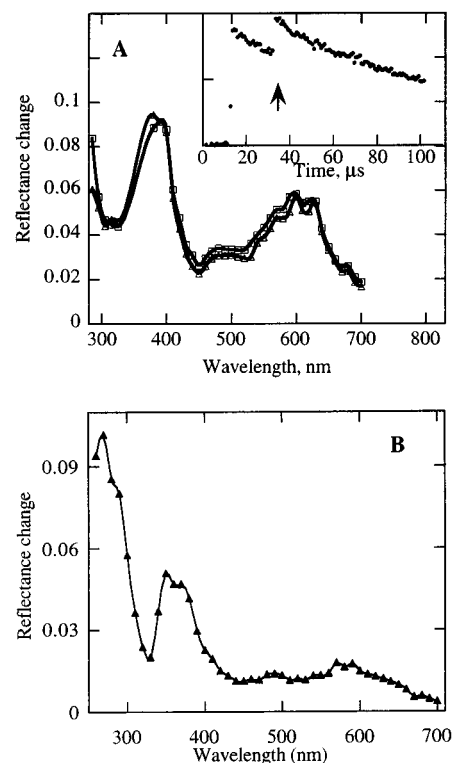 A
0 20 40 60 80 100
Time, µs
0.1
0.08
0.06
0.04
0.02
0
Reflectance change
300 400 500 600 700 800
Wavelength, nm
B
0.09
0.06
0.03
0
Reflectance change
300 400 500 600 700
Wavelength (nm)